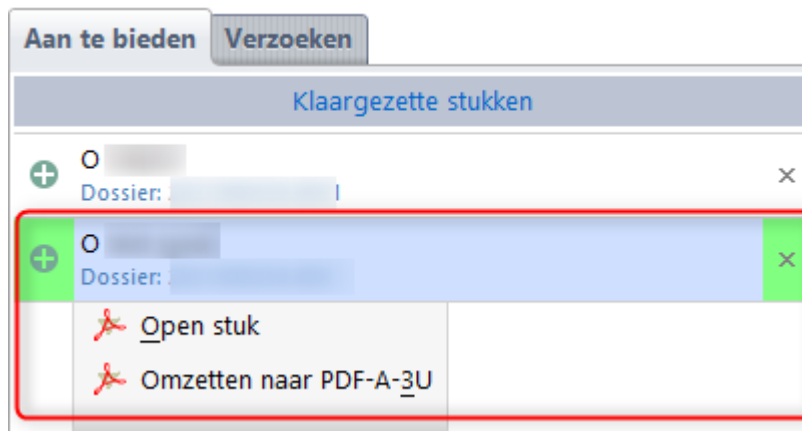 Aan te bieden Verzoeken
Klaargezette stukken
O
Dossier:
O
Dossier:
Open stuk
Omzetten naar PDF-A-3U